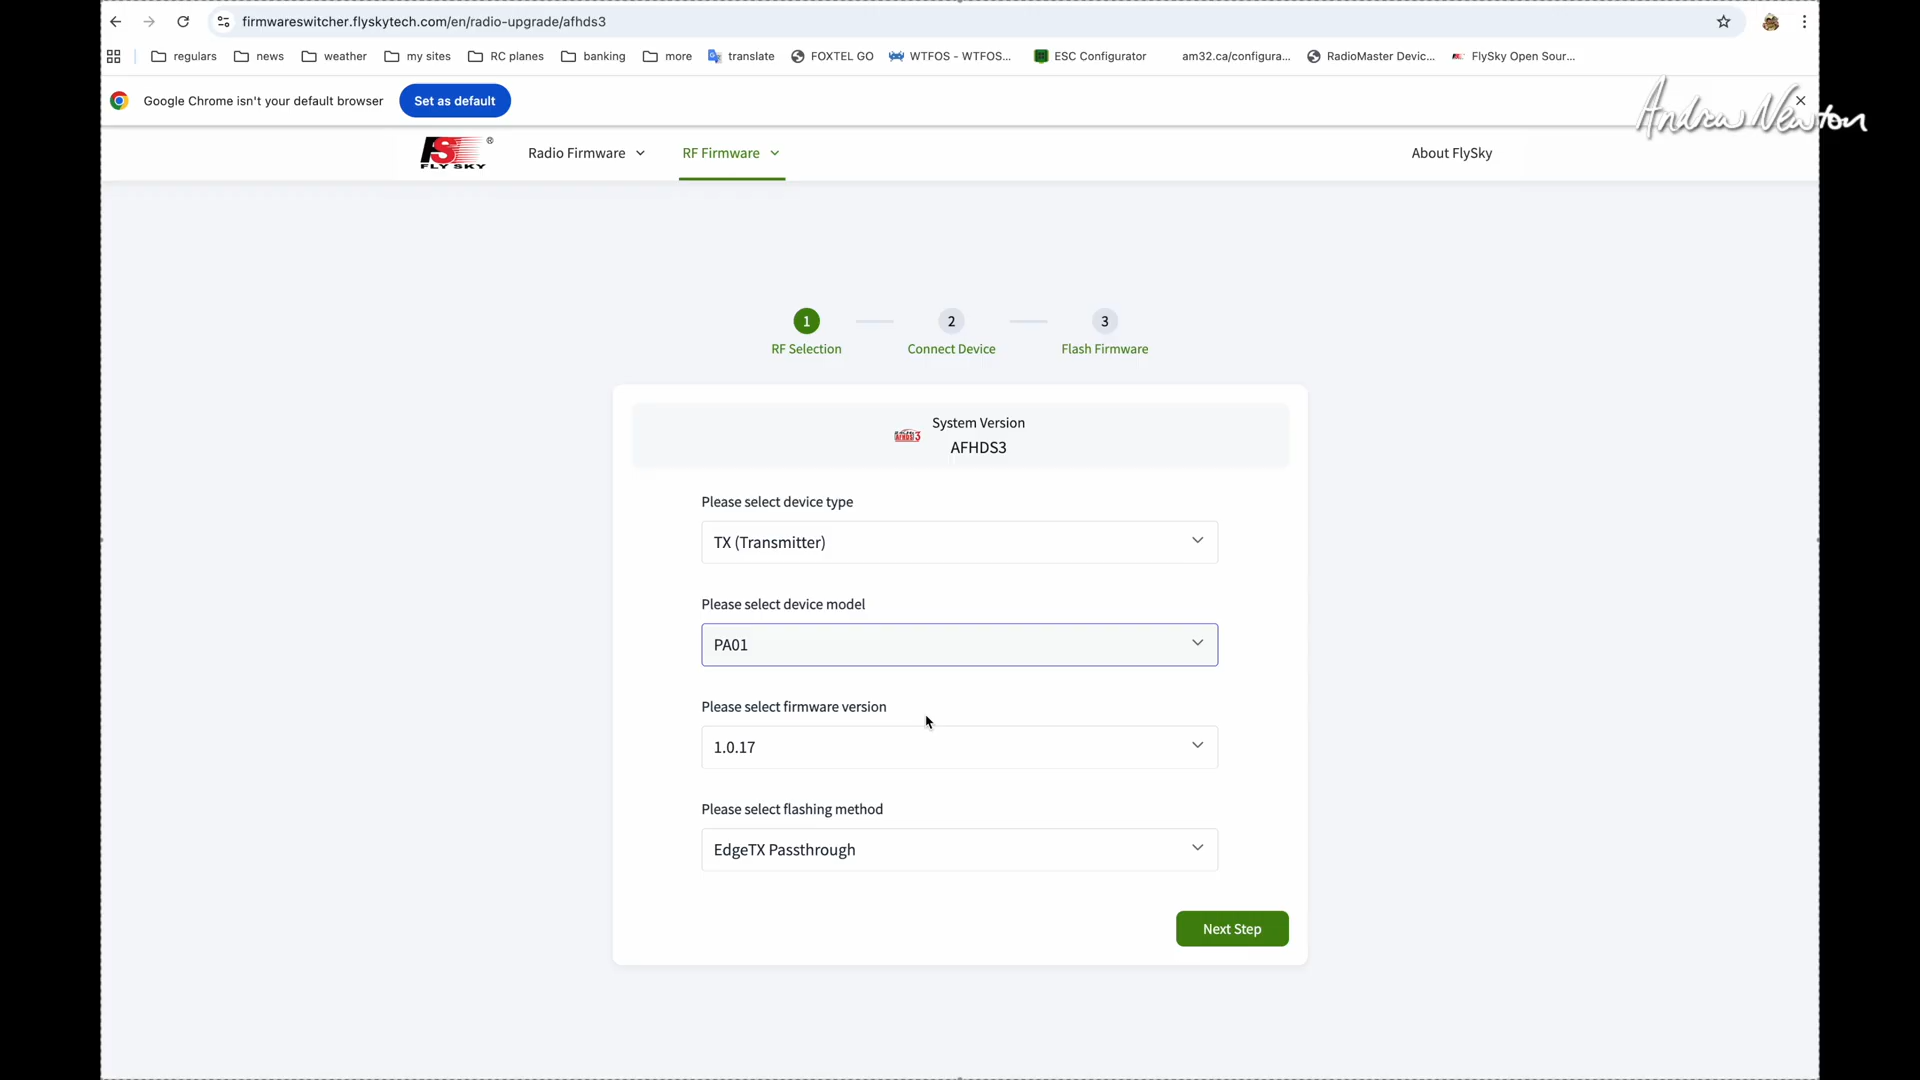 firmwareswitcher.flyskytech.com/en/radio-upgrade/afhds3
regulars news weather my sites RC planes banking more translate FOXTEL GO WTFOS - WTFOS... ESC Configurator am32.ca/configura... RadioMaster Devic... FlySky Open Sour...
Google Chrome isn't your default browser Set as default
Andrew Newton
FS ® FLY SKY Radio Firmware RF Firmware About FlySky
1 2 3
RF Selection Connect Device Flash Firmware
System Version
AFHDS3
AFHDS3
Please select device type
TX (Transmitter)
Please select device model
PA01
Please select firmware version
1.0.17
Please select flashing method
EdgeTX Passthrough
Next Step